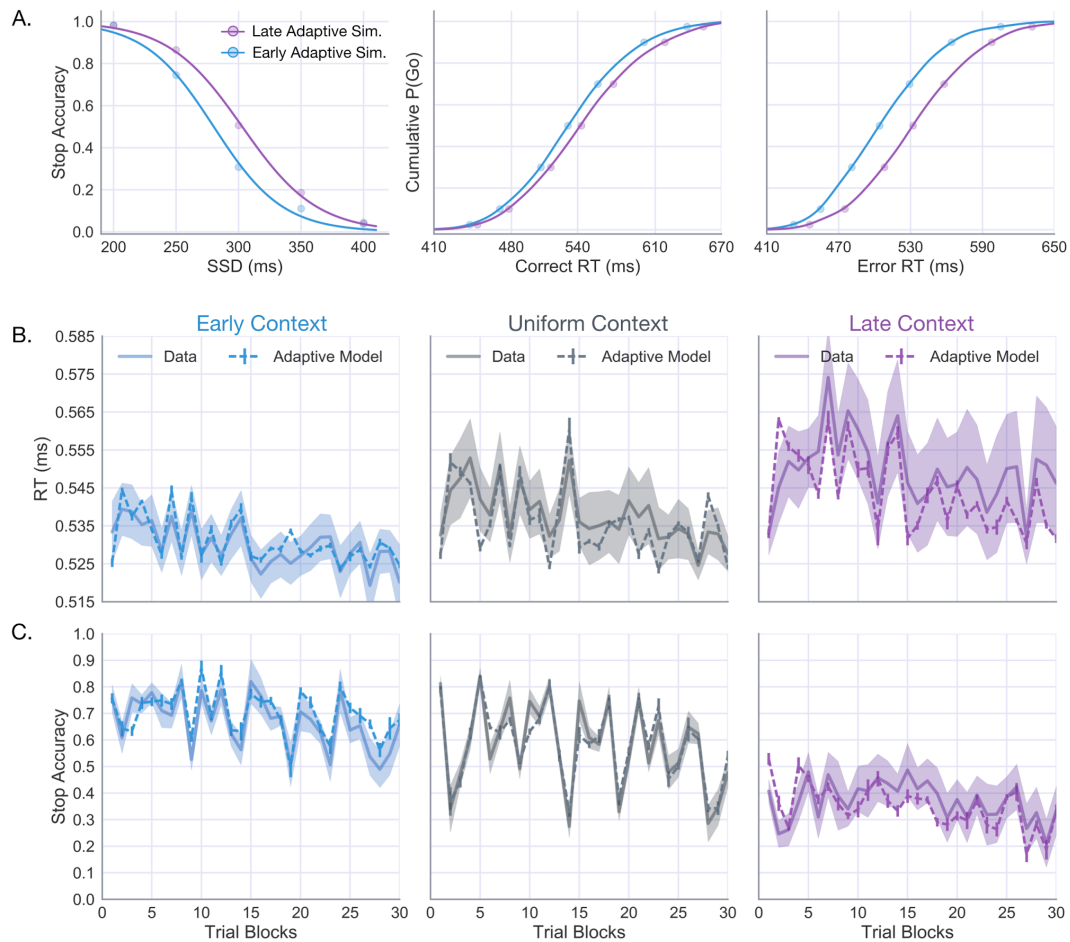 A.
Stop Accuracy
1.0
0.8
0.6
0.4
0.2
0.0
Late Adaptive Sim.
Early Adaptive Sim.
200 250 300 350 400
SSD (ms)
Cumulative P(Go)
410 480 540 610 670
Correct RT (ms)
410 470 530 590 650
Error RT (ms)
B.
Early Context
Uniform Context
Late Context
RT (ms)
0.585
0.575
0.565
0.555
0.545
0.535
0.525
0.515
Data Adaptive Model
Data Adaptive Model
Data Adaptive Model
C.
Stop Accuracy
1.0
0.9
0.8
0.7
0.6
0.5
0.4
0.3
0.2
0.1
0.0
0 5 10 15 20 25 30
Trial Blocks
0 5 10 15 20 25 30
Trial Blocks
0 5 10 15 20 25 30
Trial Blocks